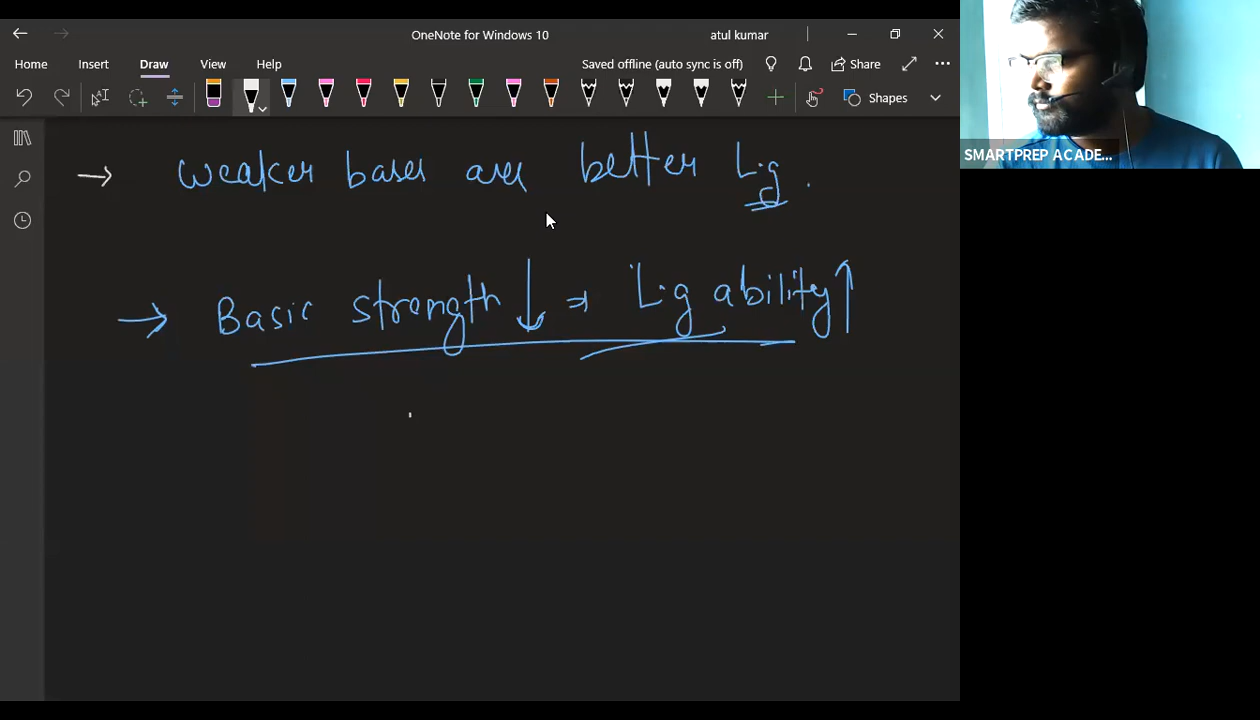 OneNote for Windows 10
atul kumar
Home Insert Draw View Help
Saved offline (auto sync is off)
Share
Shapes
SMARTPREP ACADE...
→ Weaker bases are better L.g.
→ Basic strength ↓ ⇒ L.g ability ↑